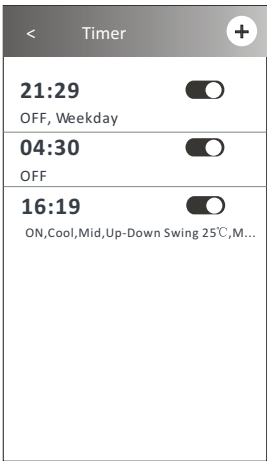 < Timer +
21:29
OFF, Weekday
04:30
OFF
16:19
ON,Cool,Mid,Up-Down Swing 25℃,M...